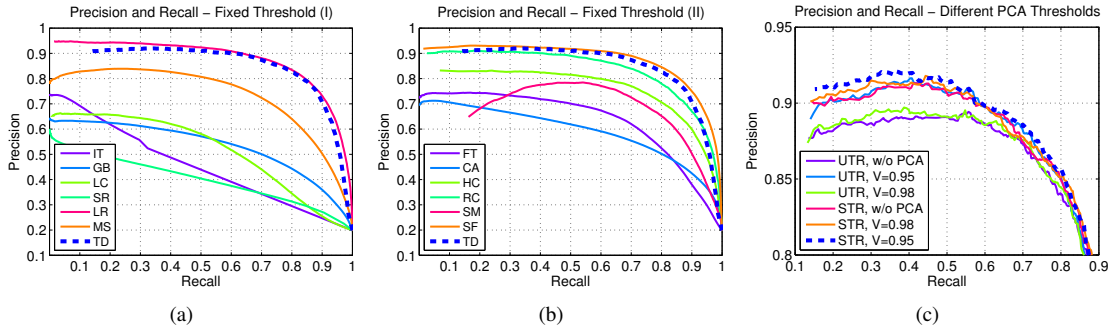 Precision and Recall – Fixed Threshold (I)
Precision
1
0.9
0.8
0.7
0.6
0.5
0.4
0.3
0.2
0.1
IT
GB
LC
SR
LR
MS
TD
0.1 0.2 0.3 0.4 0.5 0.6 0.7 0.8 0.9 1
Recall
(a)
Precision and Recall – Fixed Threshold (II)
Precision
1
0.9
0.8
0.7
0.6
0.5
0.4
0.3
0.2
0.1
FT
CA
HC
RC
SM
SF
TD
0.1 0.2 0.3 0.4 0.5 0.6 0.7 0.8 0.9 1
Recall
(b)
Precision and Recall – Different PCA Thresholds
Precision
0.9
0.85
0.8
UTR, w/o PCA
UTR, V=0.95
UTR, V=0.98
STR, w/o PCA
STR, V=0.98
STR, V=0.95
0.1 0.2 0.3 0.4 0.5 0.6 0.7 0.8 0.9
Recall
(c)